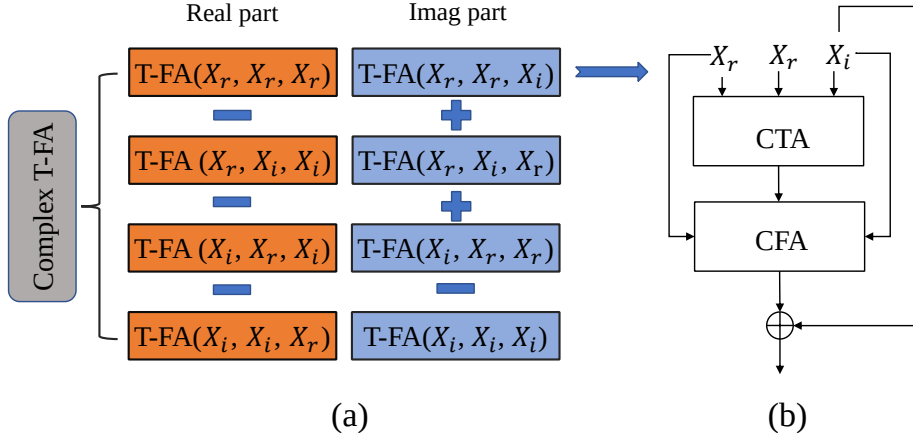 Real part
Imag part
Complex T-FA
T-FA(X_r, X_r, X_r)
T-FA(X_r, X_r, X_i)
T-FA (X_r, X_i, X_i)
T-FA(X_r, X_i, X_r)
T-FA (X_i, X_r, X_i)
T-FA(X_i, X_r, X_r)
T-FA(X_i, X_i, X_r)
T-FA(X_i, X_i, X_i)
(a)
X_r X_r X_i
CTA
CFA
(b)